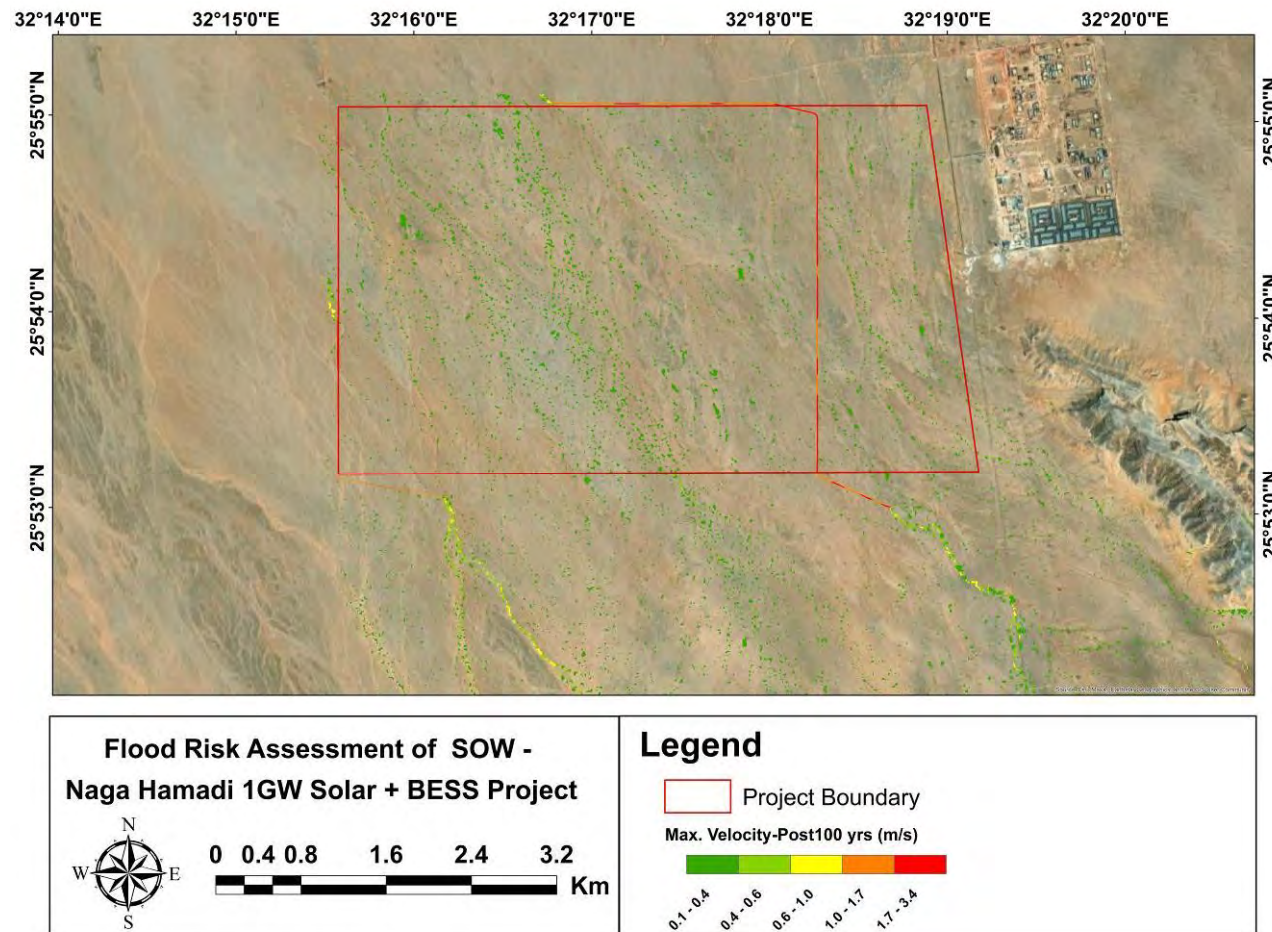 32°14'0"E 32°15'0"E 32°16'0"E 32°17'0"E 32°18'0"E 32°19'0"E 32°20'0"E
25°55'0"N 25°55'0"N
25°54'0"N 25°54'0"N
25°53'0"N 25°53'0"N
Flood Risk Assessment of SOW -
Naga Hamadi 1GW Solar + BESS Project
N
W E
S
0 0.4 0.8 1.6 2.4 3.2
Km
Legend
Project Boundary
Max. Velocity-Post100 yrs (m/s)
0.1 - 0.4 0.4 - 0.6 0.6 - 1.0 1.0 - 1.7 1.7 - 3.4